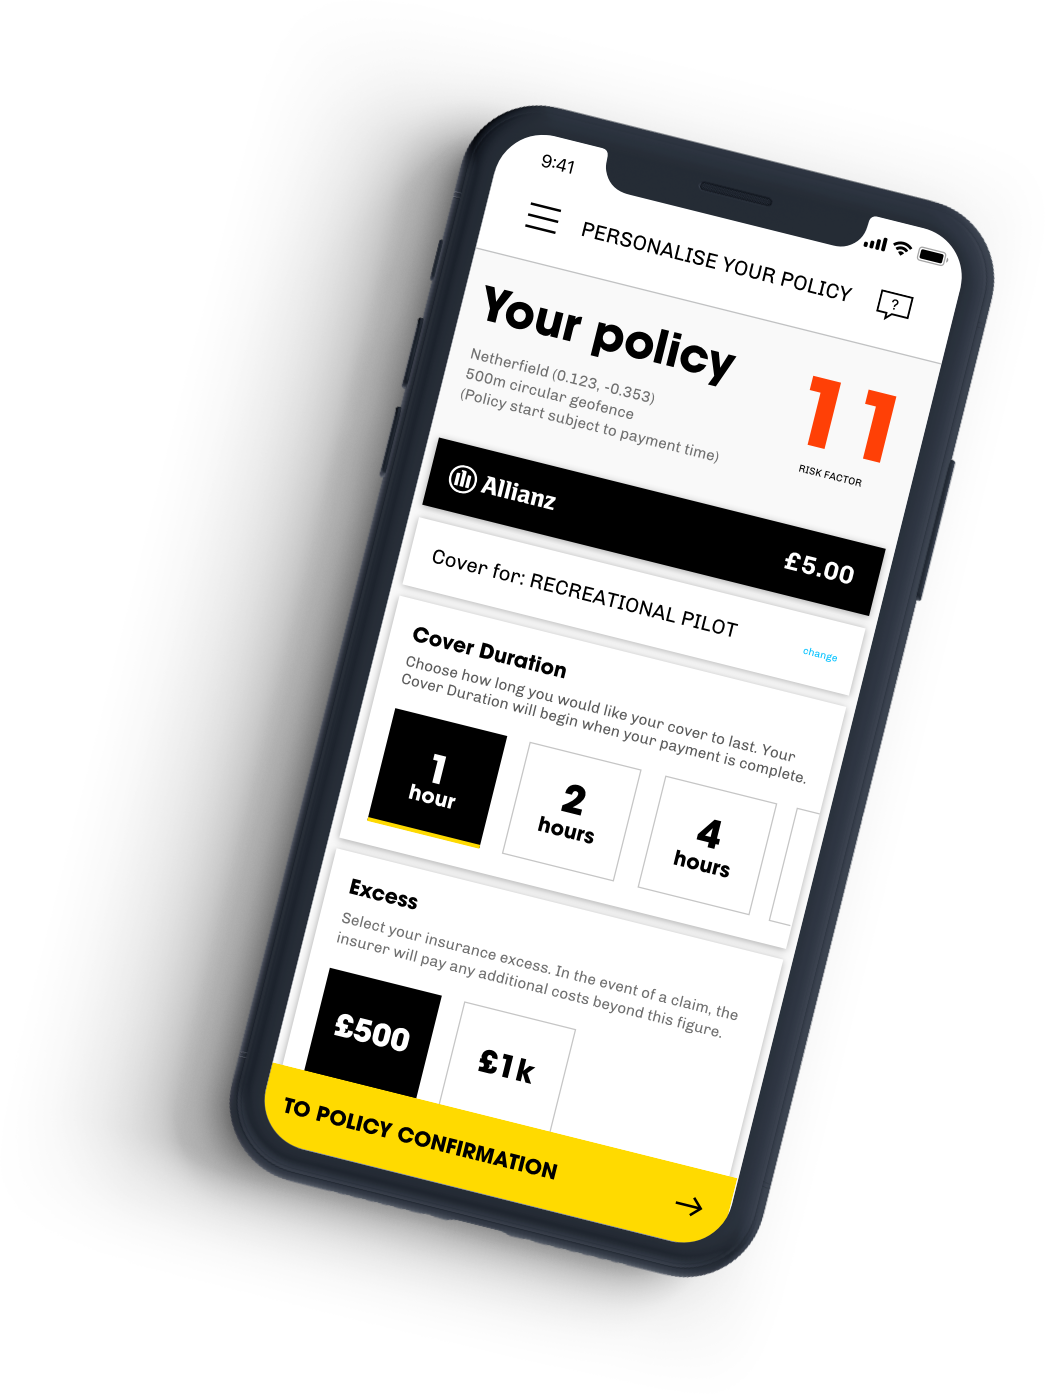 9:41
PERSONALISE YOUR POLICY
?
Your policy
Netherfield (0.123, -0.353)
500m circular geofence
(Policy start subject to payment time)
11
RISK FACTOR
Allianz
£5.00
Cover for: RECREATIONAL PILOT
change
Cover Duration
Choose how long you would like your cover to last. Your
Cover Duration will begin when your payment is complete.
1
hour
2
hours
4
hours
Excess
Select your insurance excess. In the event of a claim, the
insurer will pay any additional costs beyond this figure.
£500
£1k
TO POLICY CONFIRMATION